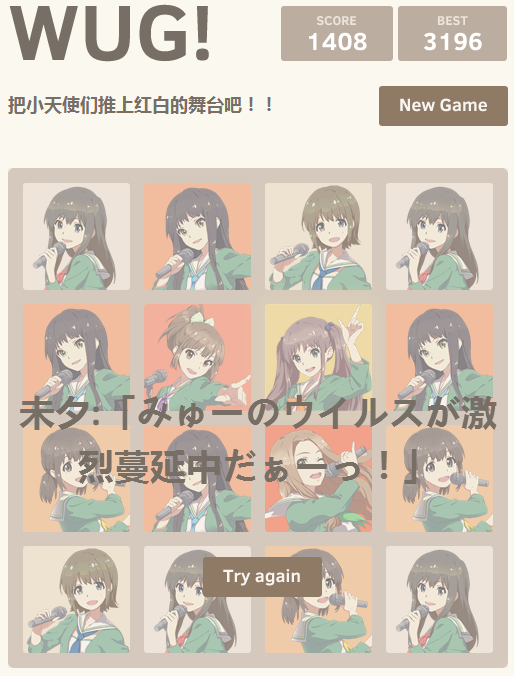 WUG!
SCORE
1408
BEST
3196
把小天使们推上红白的舞台吧！！
New Game
未夕:「みゅーのウイルスが激
烈蔓延中だぁーっ！」
Try again